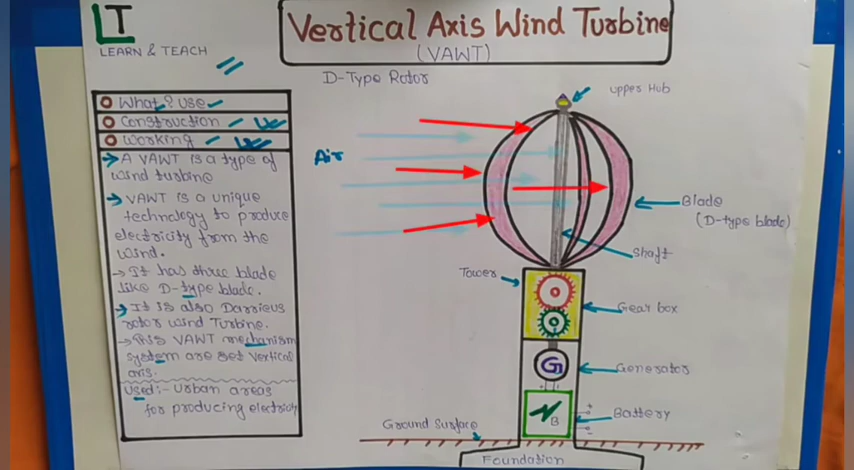 LT
LEARN & TEACH
Vertical Axis Wind Turbine
(VAWT)
D-Type Rotor
What? use
Construction
Working
A VAWT is a type of
wind turbine
VAWT is a unique
technology to produce
electricity from the
wind.
→ It has three blade
like D-type blade.
It is also Darrieus
rotor wind Turbine.
→ This VAWT mechanism
system are set vertical
axis.
Used:- Urban areas
for producing electricity
Air
upper Hub
Blade
(D-type blade)
Shaft
Tower
Gear box
Generator
G
Battery
B
Ground Surface
Foundation